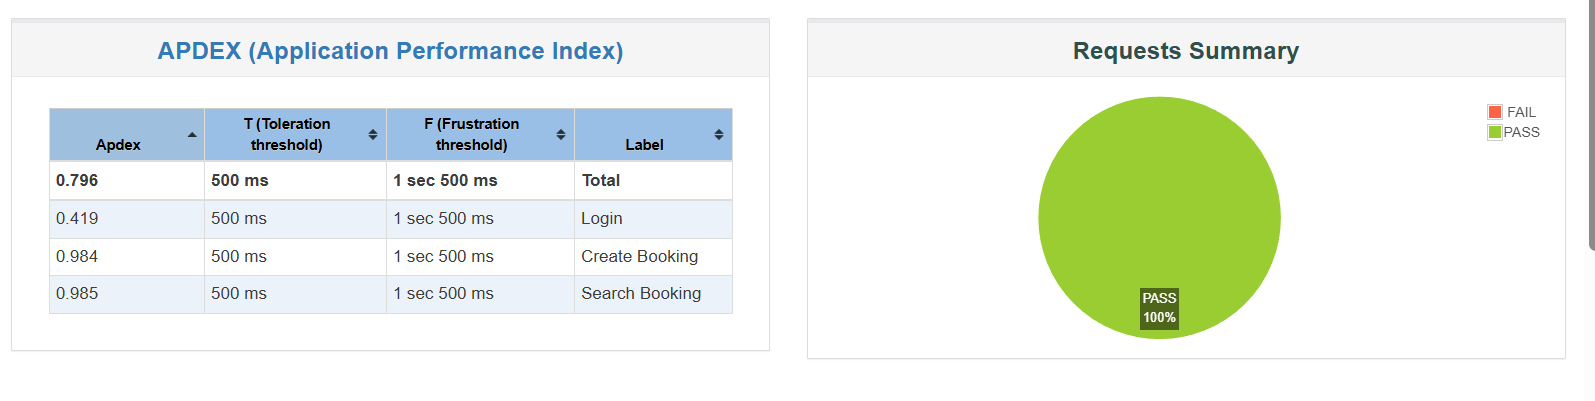 APDEX (Application Performance Index)
Apdex T (Toleration threshold) F (Frustration threshold) Label
0.796 500 ms 1 sec 500 ms Total
0.419 500 ms 1 sec 500 ms Login
0.984 500 ms 1 sec 500 ms Create Booking
0.985 500 ms 1 sec 500 ms Search Booking
Requests Summary
FAIL
PASS
PASS
100%